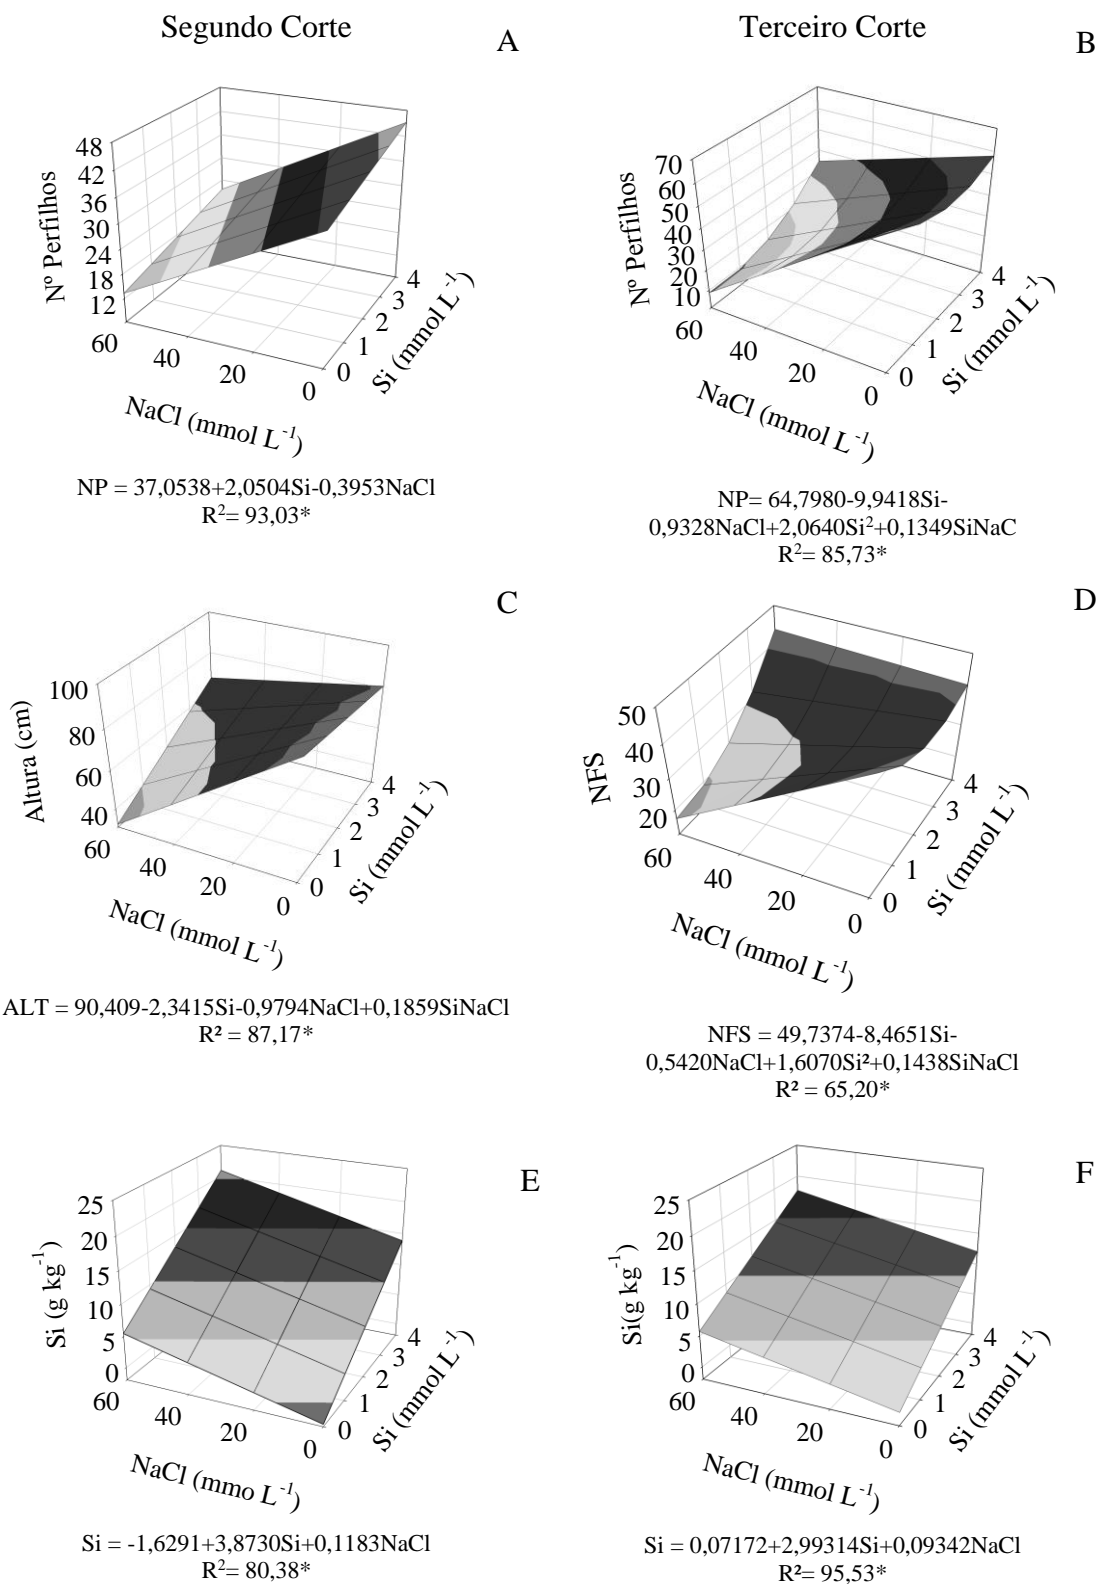 Segundo Corte
Terceiro Corte
A
B
Nº Perfilhos
48
42
36
30
24
18
12
60
40
20
0
NaCl (mmol L⁻¹)
0
1
2
3
4
Si (mmol L⁻¹)
NP = 37,0538+2,0504Si-0,3953NaCl
R²= 93,03*
Nº Perfilhos
70
60
50
40
30
20
10
60
40
20
0
NaCl (mmol L⁻¹)
0
1
2
3
4
Si (mmol L⁻¹)
NP= 64,7980-9,9418Si-
0,9328NaCl+2,0640Si²+0,1349SiNaC
R²= 85,73*
C
D
Altura (cm)
100
80
60
40
60
40
20
0
NaCl (mmol L⁻¹)
0
1
2
3
4
Si (mmol L⁻¹)
ALT = 90,409-2,3415Si-0,9794NaCl+0,1859SiNaCl
R² = 87,17*
NFS
50
40
30
20
60
40
20
0
NaCl (mmol L⁻¹)
0
1
2
3
4
Si (mmol L⁻¹)
NFS = 49,7374-8,4651Si-
0,5420NaCl+1,6070Si²+0,1438SiNaCl
R² = 65,20*
E
F
Si (g kg⁻¹)
25
20
15
10
5
0
60
40
20
0
NaCl (mmo L⁻¹)
0
1
2
3
4
Si (mmol L⁻¹)
Si = -1,6291+3,8730Si+0,1183NaCl
R²= 80,38*
Si(g kg⁻¹)
25
20
15
10
5
0
60
40
20
0
NaCl (mmol L⁻¹)
0
1
2
3
4
Si (mmol L⁻¹)
Si = 0,07172+2,99314Si+0,09342NaCl
R²= 95,53*